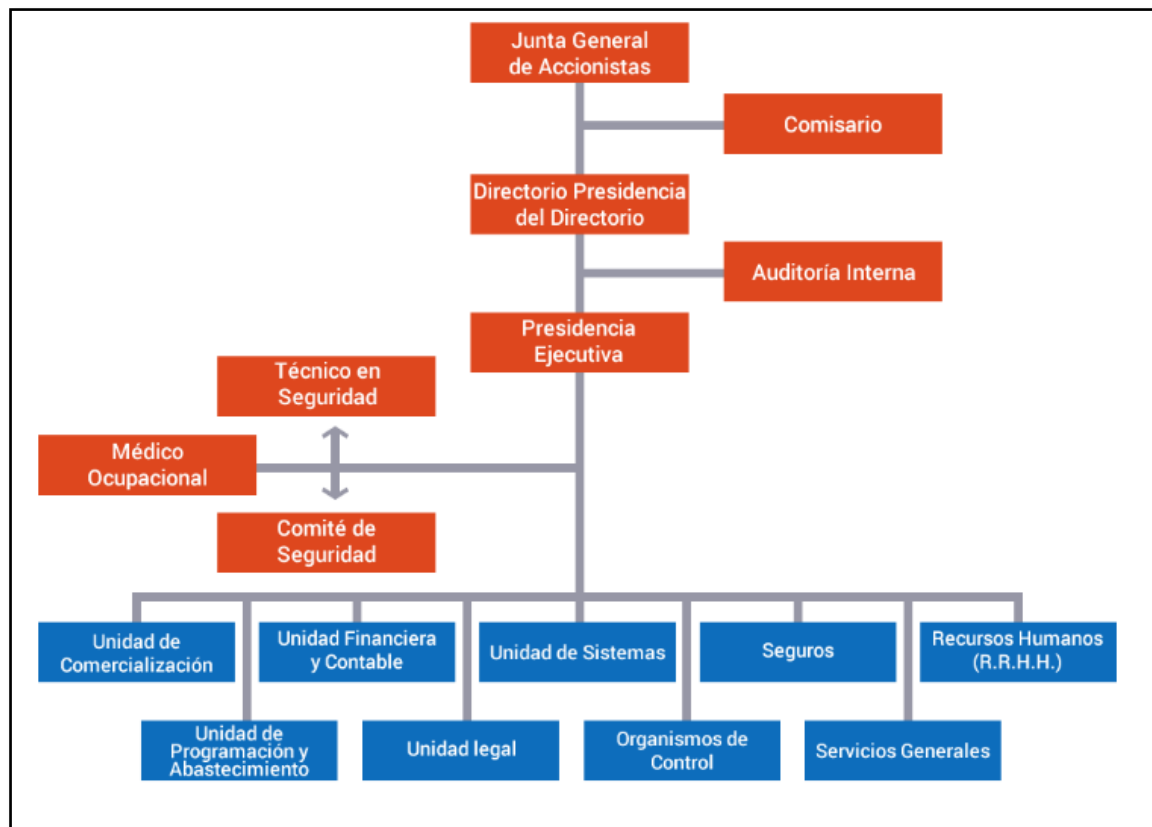 Junta General
de Accionistas
Comisario
Directorio Presidencia
del Directorio
Auditoría Interna
Presidencia
Ejecutiva
Técnico en
Seguridad
Médico
Ocupacional
Comité de
Seguridad
Unidad de
Comercialización
Unidad Financiera
y Contable
Unidad de Sistemas
Seguros
Recursos Humanos
(R.R.H.H.)
Unidad de
Programación y
Abastecimiento
Unidad legal
Organismos de
Control
Servicios Generales